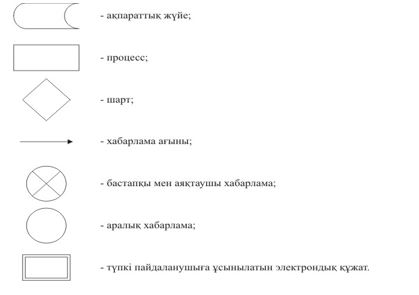 - ақпараттық жүйе;
- процесс;
- шарт;
- хабарлама ағыны;
- бастапқы мен аяқтаушы хабарлама;
- аралық хабарлама;
- түпкі пайдаланушыға ұсынылатын электрондық құжат.